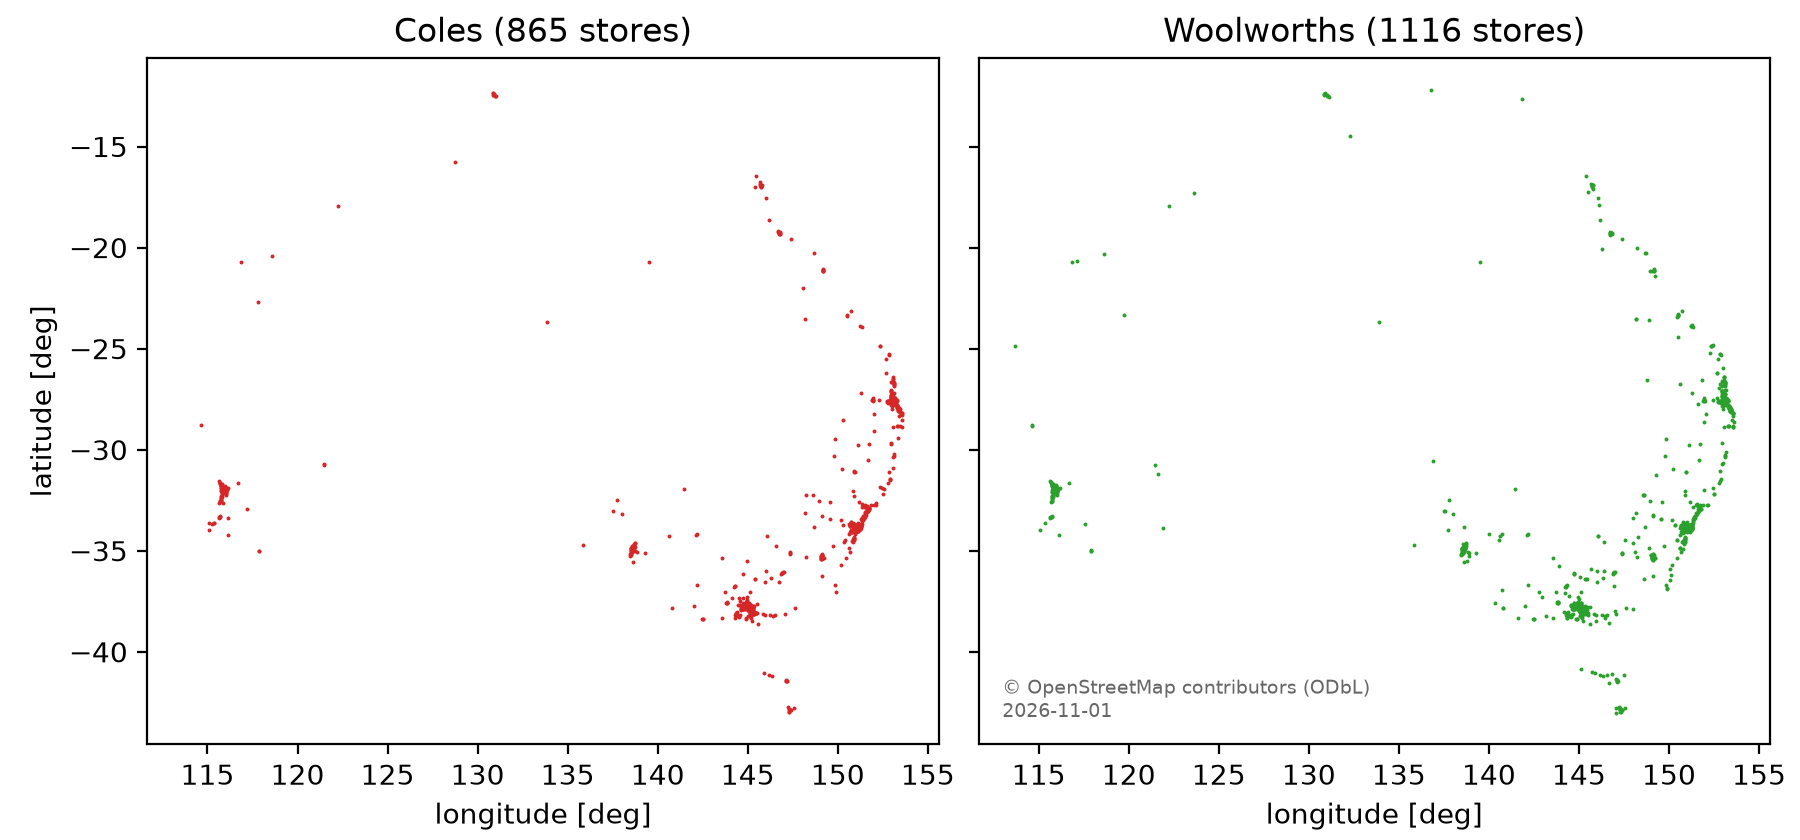 Coles (865 stores)
Woolworths (1116 stores)
latitude [deg]
−15
−20
−25
−30
−35
−40
© OpenStreetMap contributors (ODbL)
2026-11-01
115 120 125 130 135 140 145 150 155
115 120 125 130 135 140 145 150 155
longitude [deg]
longitude [deg]